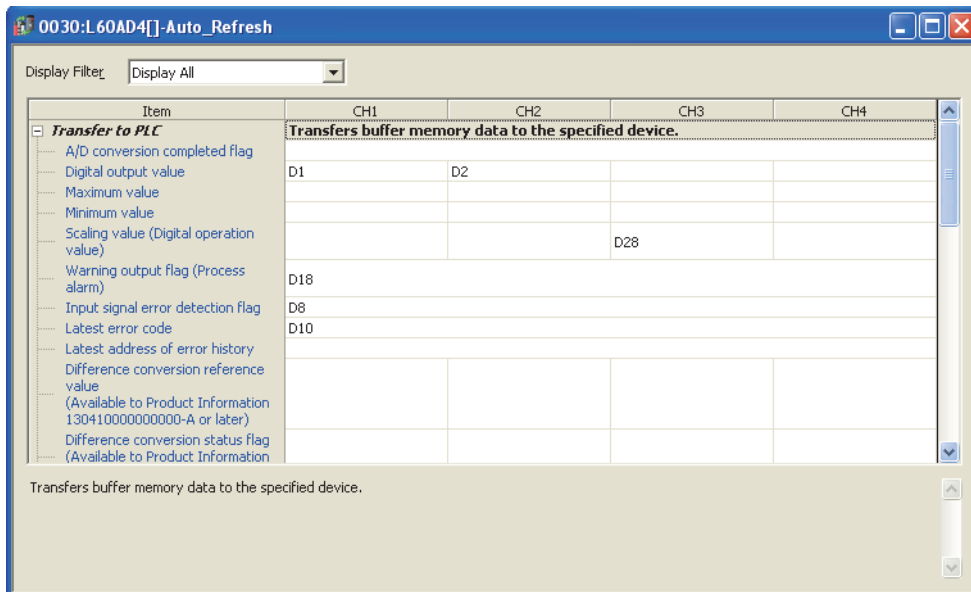 0030:L60AD4[]-Auto_Refresh
Display Filter Display All
Item CH1 CH2 CH3 CH4
Transfer to PLC Transfers buffer memory data to the specified device.
A/D conversion completed flag
Digital output value D1 D2
Maximum value
Minimum value
Scaling value (Digital operation
value) D28
Warning output flag (Process
alarm) D18
Input signal error detection flag D8
Latest error code D10
Latest address of error history
Difference conversion reference
value
(Available to Product Information
130410000000000-A or later)
Difference conversion status flag
(Available to Product Information
Transfers buffer memory data to the specified device.